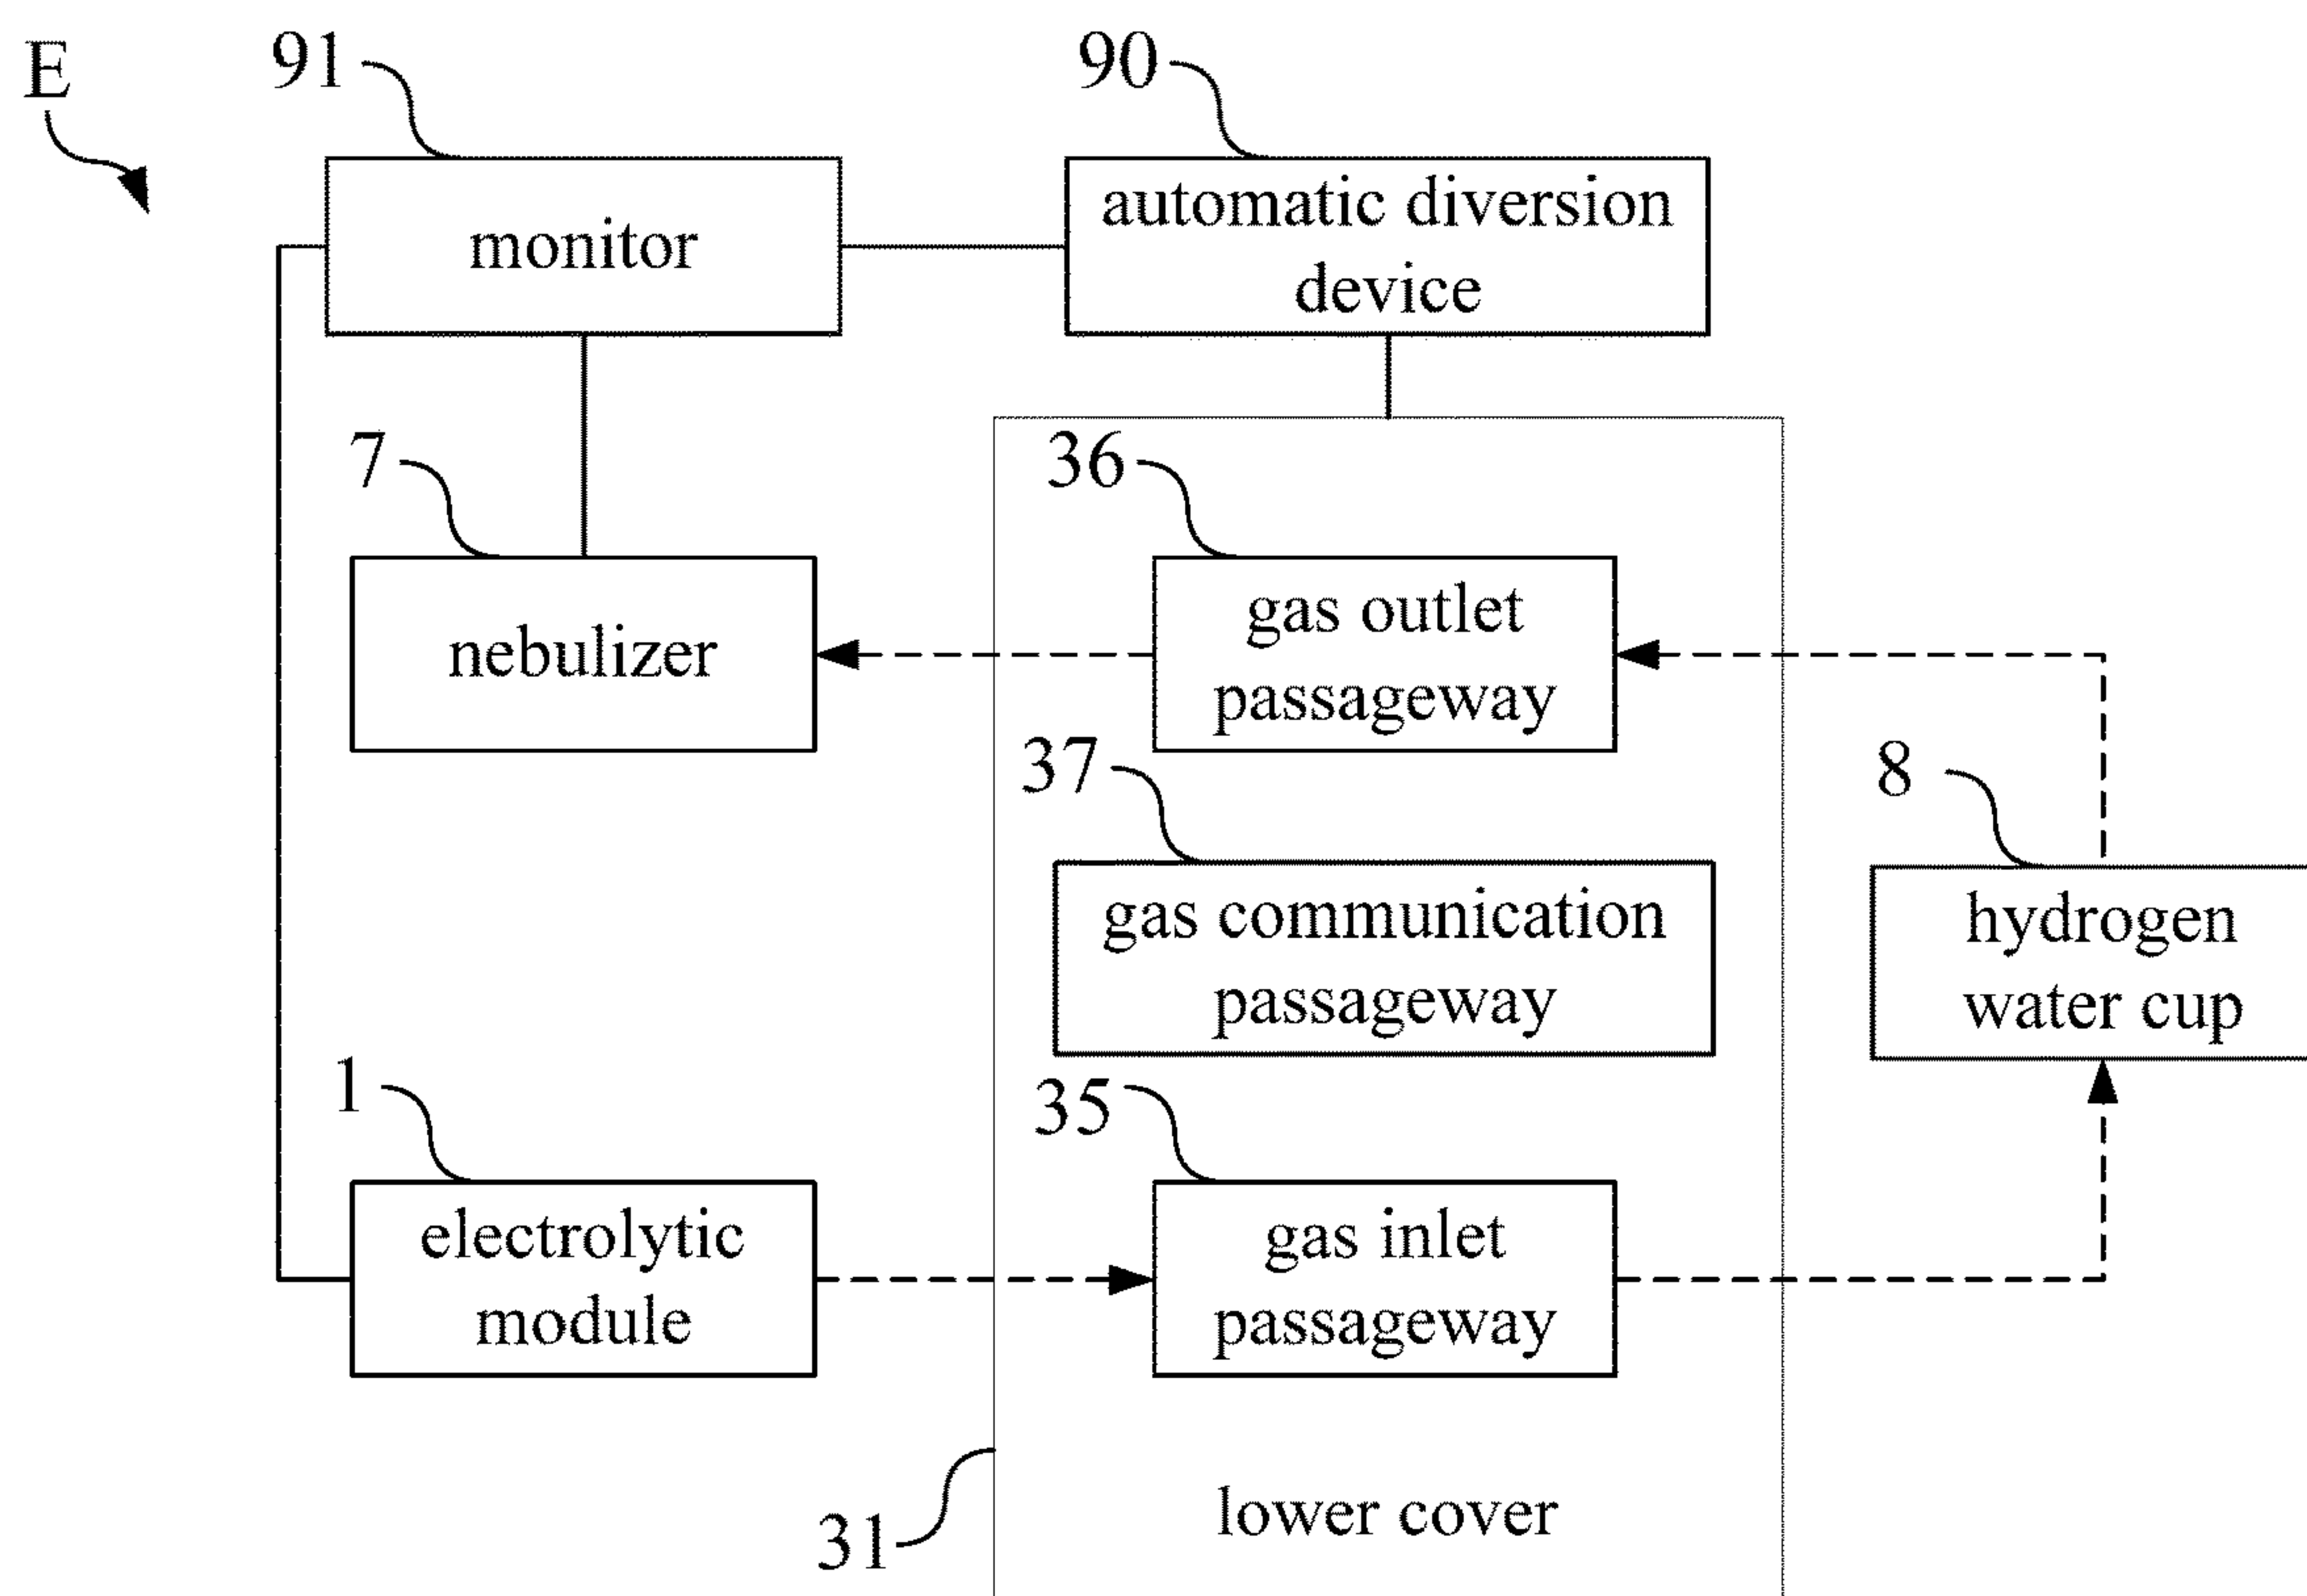 E
91
90
monitor
automatic diversion
device
7
36
nebulizer
gas outlet
passageway
37
8
gas communication
passageway
hydrogen
water cup
1
35
electrolytic
module
gas inlet
passageway
31
lower cover